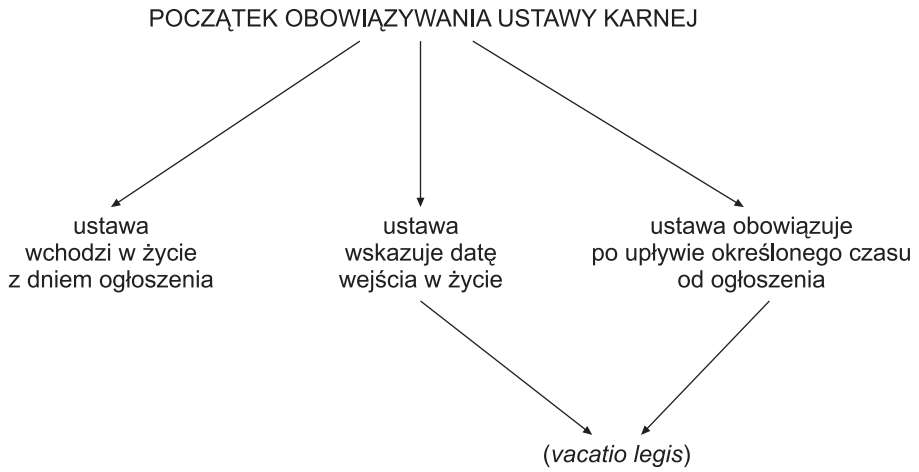 POCZĄTEK OBOWIĄZYWANIA USTAWY KARNEJ
ustawa
wchodzi w życie
z dniem ogłoszenia
ustawa
wskazuje datę
wejścia w życie
ustawa obowiązuje
po upływie określonego czasu
od ogłoszenia
(vacatio legis)